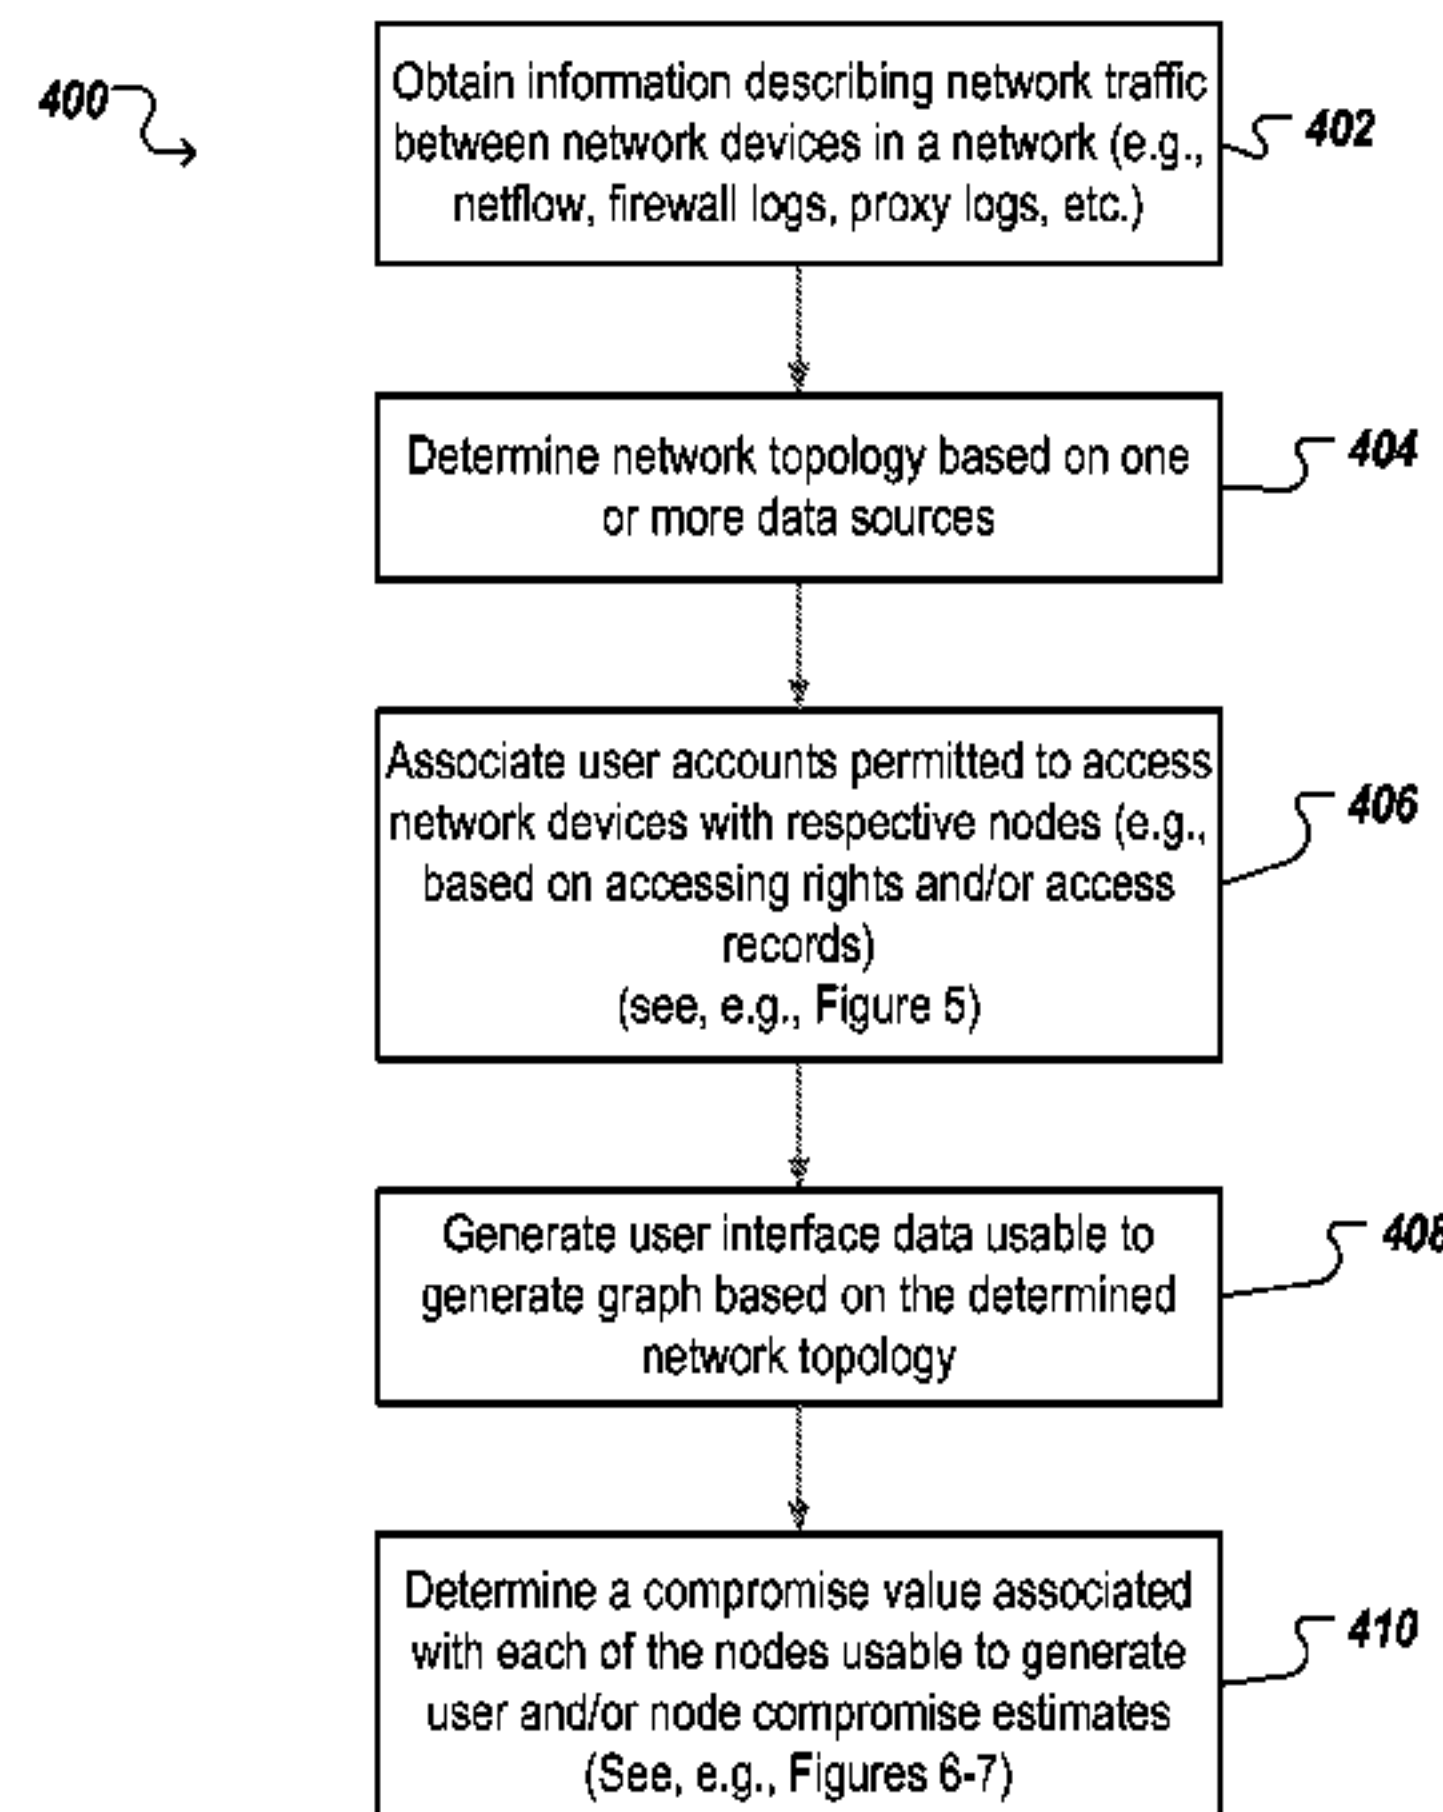 400
Obtain information describing network traffic
between network devices in a network (e.g.,
netflow, firewall logs, proxy logs, etc.)
402
Determine network topology based on one
or more data sources
404
Associate user accounts permitted to access
network devices with respective nodes (e.g.,
based on accessing rights and/or access
records)
(see, e.g., Figure 5)
406
Generate user interface data usable to
generate graph based on the determined
network topology
408
Determine a compromise value associated
with each of the nodes usable to generate
user and/or node compromise estimates
(See, e.g., Figures 6-7)
410